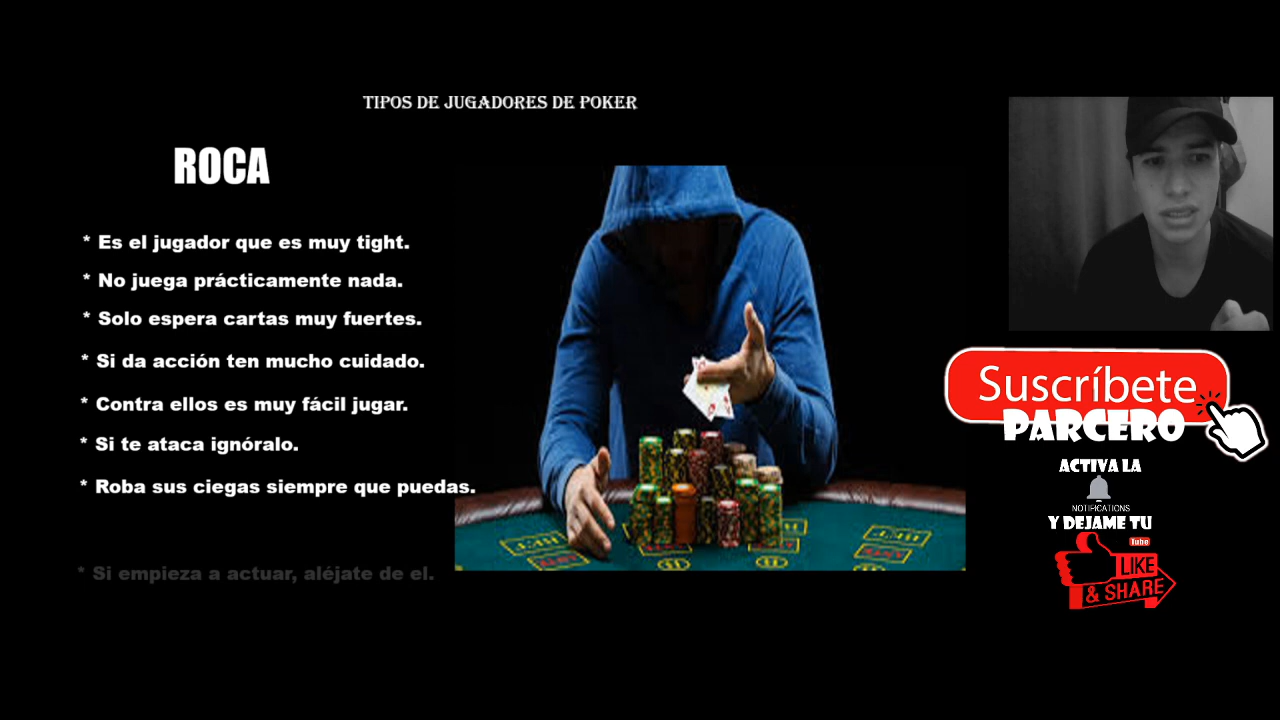 TIPOS DE JUGADORES DE POKER
ROCA
* Es el jugador que es muy tight.
* No juega prácticamente nada.
* Solo espera cartas muy fuertes.
* Si da acción ten mucho cuidado.
* Contra ellos es muy fácil jugar.
* Si te ataca ignóralo.
* Roba sus ciegas siempre que puedas.
* Si empieza a actuar, aléjate de el.
Suscríbete
PARCERO
ACTIVA LA
NOTIFICATIONS
Y DEJAME TU
Tube
LIKE
& SHARE